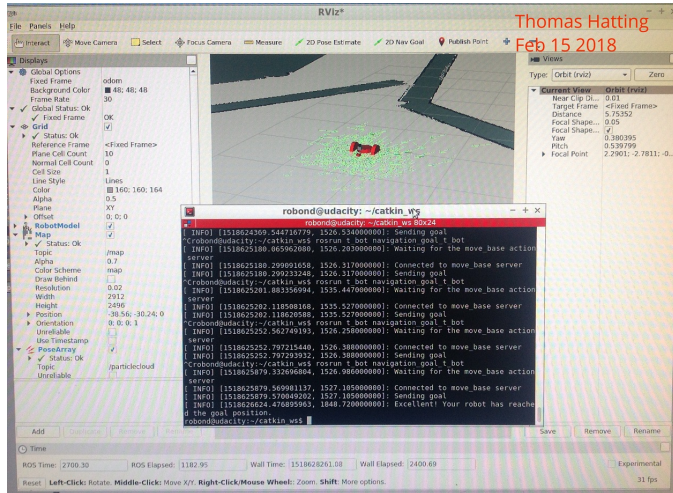 RViz*
Thomas Hatting
Feb 15 2018
File Panels Help
Interact Move Camera Select Focus Camera Measure 2D Pose Estimate 2D Nav Goal Publish Point
Displays
Global Options
Fixed Frame odom
Background Color 48; 48; 48
Frame Rate 30
Global Status: Ok
Fixed Frame OK
Grid
Status: Ok
Reference Frame <Fixed Frame>
Plane Cell Count 10
Normal Cell Count 0
Cell Size 1
Line Style Lines
Color 160; 160; 164
Alpha 0.5
Plane XY
Offset 0; 0; 0
RobotModel
Map
Status: Ok
Topic /map
Alpha 0.7
Color Scheme map
Draw Behind
Resolution 0.02
Width 2912
Height 2496
Position -38.56; -30.24; 0
Orientation 0; 0; 0; 1
Unreliable
Use Timestamp
PoseArray
Status: Ok
Topic /particlecloud
Unreliable
Add
Views
Type: Orbit (rviz) Zero
Current View Orbit (rviz)
Near Clip Di... 0.01
Target Frame <Fixed Frame>
Distance 5.75352
Focal Shape... 0.05
Focal Shape...
Yaw 0.380395
Pitch 0.539799
Focal Point 2.2901; -2.7811; -0..
Save Remove Rename
robond@udacity: ~/catkin_ws
robond@udacity: ~/catkin_ws 80x24
[ INFO] [1518624369.544716779, 1526.534000000]: Sending goal
^Crobond@udacity:~/catkin_ws rosrun t_bot navigation_goal_t_bot
[ INFO] [1518625180.065962080, 1526.203000000]: Waiting for the move_base action
server
[ INFO] [1518625180.299091658, 1526.317000000]: Connected to move_base server
[ INFO] [1518625180.299233248, 1526.317000000]: Sending goal
^Crobond@udacity:~/catkin_ws rosrun t_bot navigation_goal_t_bot
[ INFO] [1518625201.883356994, 1535.447000000]: Waiting for the move_base action
server
[ INFO] [1518625202.118508168, 1535.527000000]: Connected to move_base server
[ INFO] [1518625202.118620588, 1535.527000000]: Sending goal
^Crobond@udacity:~/catkin_ws rosrun t_bot navigation_goal_t_bot
[ INFO] [1518625252.562749193, 1526.258000000]: Waiting for the move_base action
server
[ INFO] [1518625252.797215440, 1526.388000000]: Connected to move_base server
[ INFO] [1518625252.797293932, 1526.388000000]: Sending goal
^Crobond@udacity:~/catkin_ws rosrun t_bot navigation_goal_t_bot
[ INFO] [1518625879.332696804, 1526.986000000]: Waiting for the move_base action
server
[ INFO] [1518625879.569981137, 1527.105000000]: Connected to move_base server
[ INFO] [1518625879.570049202, 1527.105000000]: Sending goal
[ INFO] [1518626624.476895963, 1848.720000000]: Excellent! Your robot has reache
d the goal position.
robond@udacity:~/catkin_ws$
Time
ROS Time: 2700.30 ROS Elapsed: 1182.95 Wall Time: 1518628261.00 Wall Elapsed: 2400.69 Experimental
Reset Left-Click: Rotate. Middle-Click: Move X/Y. Right-Click/Mouse Wheel:: Zoom. Shift: More options. 31 fps